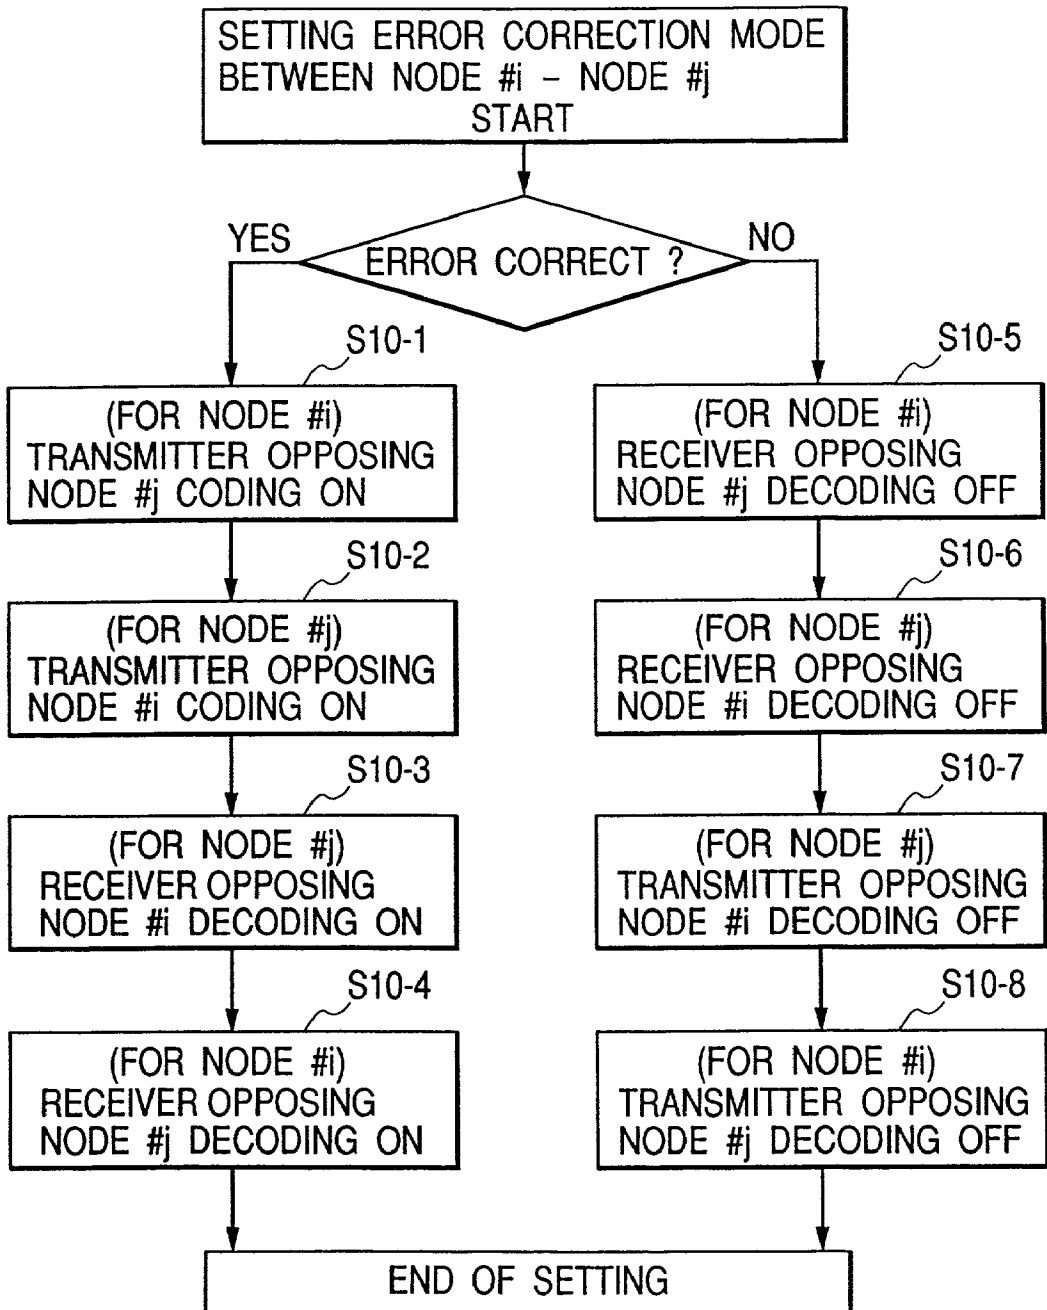 SETTING ERROR CORRECTION MODE
BETWEEN NODE #i – NODE #j
START
ERROR CORRECT ?
YES
NO
S10-1
(FOR NODE #i)
TRANSMITTER OPPOSING
NODE #j CODING ON
S10-2
(FOR NODE #j)
TRANSMITTER OPPOSING
NODE #i CODING ON
S10-3
(FOR NODE #j)
RECEIVER OPPOSING
NODE #i DECODING ON
S10-4
(FOR NODE #i)
RECEIVER OPPOSING
NODE #j DECODING ON
S10-5
(FOR NODE #i)
RECEIVER OPPOSING
NODE #j DECODING OFF
S10-6
(FOR NODE #j)
RECEIVER OPPOSING
NODE #i DECODING OFF
S10-7
(FOR NODE #j)
TRANSMITTER OPPOSING
NODE #i DECODING OFF
S10-8
(FOR NODE #i)
TRANSMITTER OPPOSING
NODE #j DECODING OFF
END OF SETTING